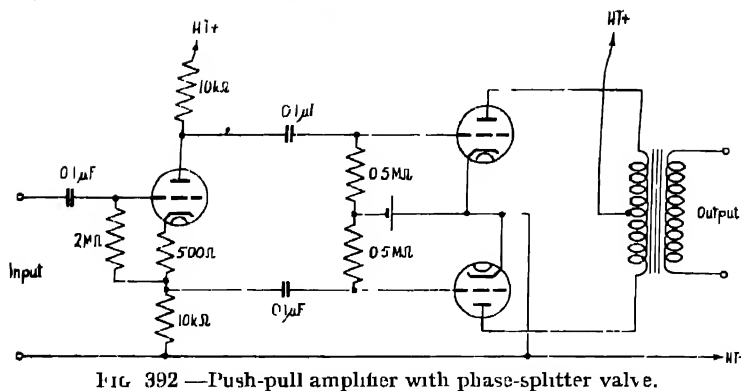 HT+
HT+
10kΩ
0.1μF
0.1μF
0.5MΩ
2MΩ
500Ω
Output
Input
0.5MΩ
0.1μF
10kΩ
HT-
FIG 392 —Push-pull amplifier with phase-splitter valve.